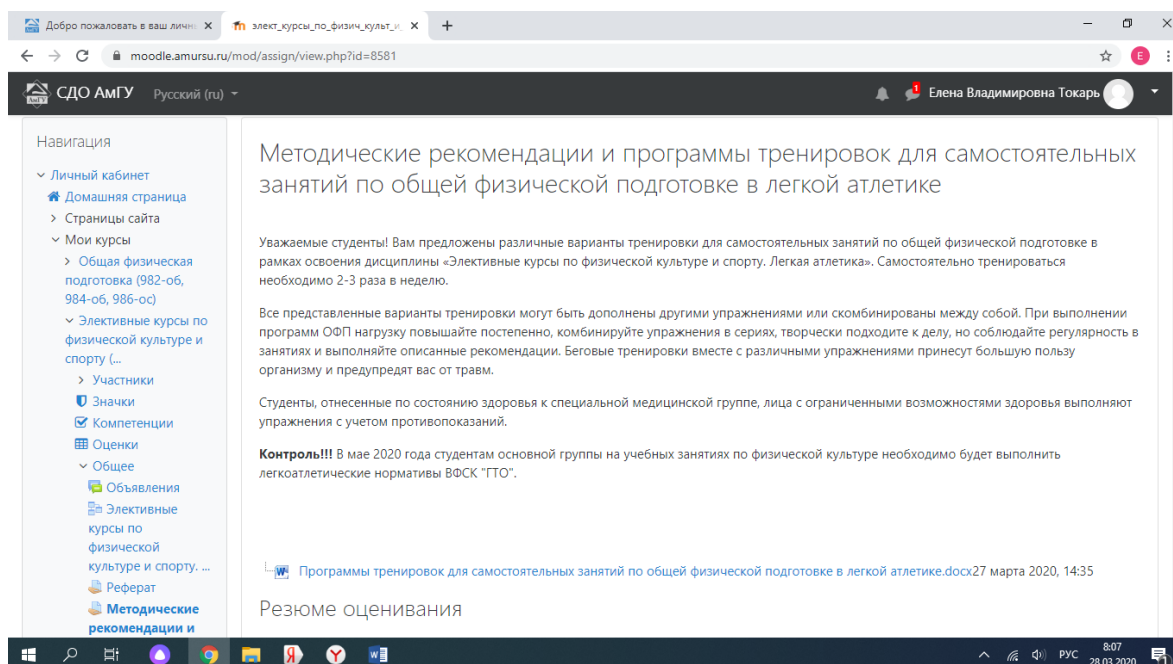 Добро пожаловать в ваш личн
элект_курсы_по_физич_культ_и_
moodle.amursu.ru/mod/assign/view.php?id=8581
E
АмГУ
СДО АмГУ
Русский (ru)
1
Елена Владимировна Токарь
Навигация
Личный кабинет
Домашняя страница
Страницы сайта
Мои курсы
Общая физическая
подготовка (982-об,
984-об, 986-ос)
Элективные курсы по
физической культуре и
спорту (...
Участники
Значки
Компетенции
Оценки
Общее
Объявления
Элективные
курсы по
физической
культуре и спорту. ...
Реферат
Методические
рекомендации и
Методические рекомендации и программы тренировок для самостоятельных
занятий по общей физической подготовке в легкой атлетике
Уважаемые студенты! Вам предложены различные варианты тренировки для самостоятельных занятий по общей физической подготовке в
рамках освоения дисциплины «Элективные курсы по физической культуре и спорту. Легкая атлетика». Самостоятельно тренироваться
необходимо 2-3 раза в неделю.
Все представленные варианты тренировки могут быть дополнены другими упражнениями или скомбинированы между собой. При выполнении
программ ОФП нагрузку повышайте постепенно, комбинируйте упражнения в сериях, творчески подходите к делу, но соблюдайте регулярность в
занятиях и выполняйте описанные рекомендации. Беговые тренировки вместе с различными упражнениями принесут большую пользу
организму и предупредят вас от травм.
Студенты, отнесенные по состоянию здоровья к специальной медицинской группе, лица с ограниченными возможностями здоровья выполняют
упражнения с учетом противопоказаний.
Контроль!!! В мае 2020 года студентам основной группы на учебных занятиях по физической культуре необходимо будет выполнить
легкоатлетические нормативы ВФСК "ГТО".
Программы тренировок для самостоятельных занятий по общей физической подготовке в легкой атлетике.docx27 марта 2020, 14:35
Резюме оценивания
РУС
8:07
28.03.2020